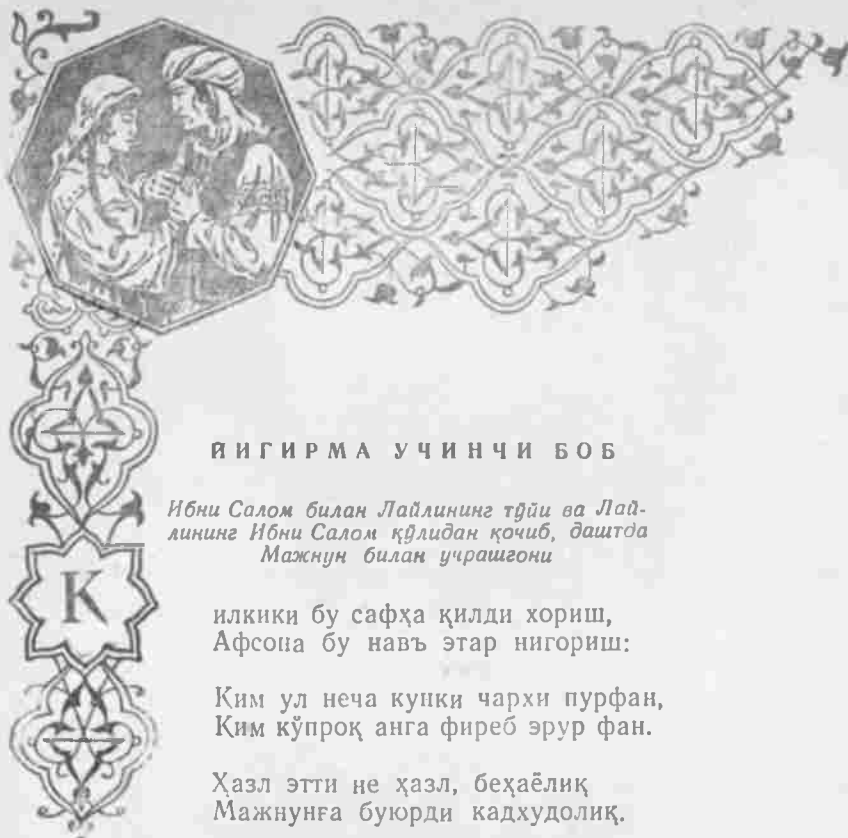 ЙИГИРМА УЧИНЧИ БОБ
Ибни Салом билан Лайлининг тўйи ва Лай-
лининг Ибни Салом қўлидан қочиб, даштда
Мажнун билан учрашгони
К
илкики бу сафҳа қилди хориш,
Афсона бу навъ этар нигориш:
Ким ул неча кунки чархи пурфан,
Ким кўпроқ анга фиреб эрур фан.
Ҳазл этти не ҳазл, беҳаёлиқ
Мажнунға буюрди кадхудолиқ.